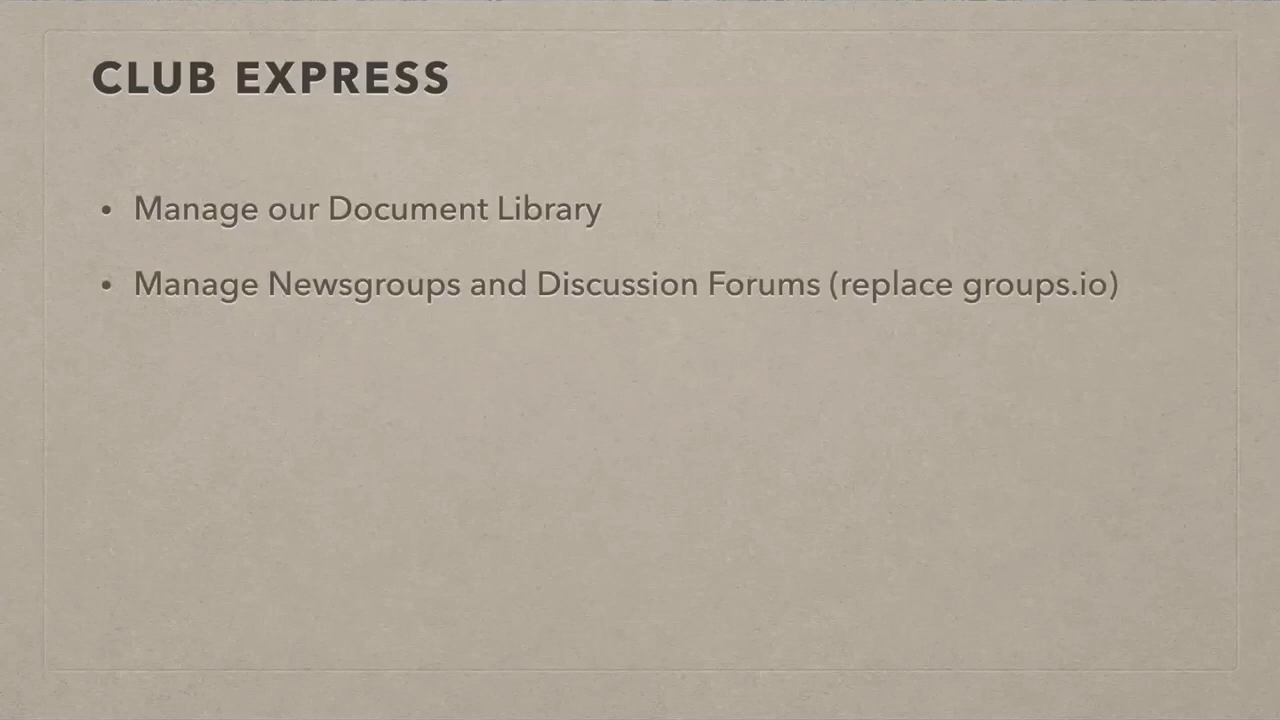 CLUB EXPRESS
• Manage our Document Library
• Manage Newsgroups and Discussion Forums (replace groups.io)